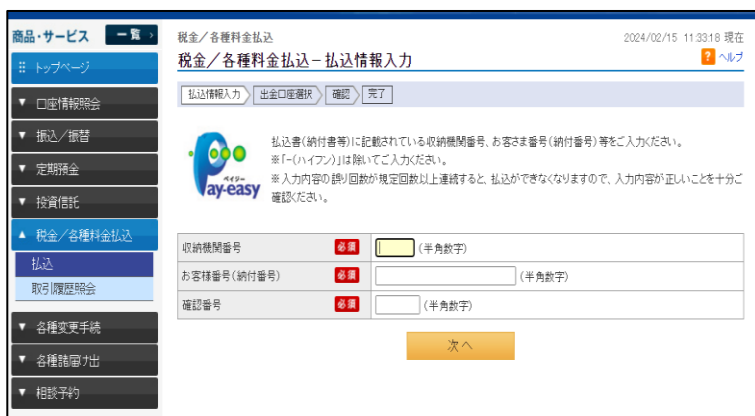 商品・サービス 一覧 ›
トップページ
▼ 口座情報照会
▼ 振込／振替
▼ 定期預金
▼ 投資信託
▲ 税金／各種料金払込
払込
取引履歴照会
▼ 各種変更手続
▼ 各種諸届け出
▼ 相談予約
税金／各種料金払込
2024/02/15 11:33:18 現在
税金／各種料金払込－払込情報入力
? ヘルプ
払込情報入力 出金口座選択 確認 完了
ペイジー
Pay-easy
払込書(納付書等)に記載されている収納機関番号、お客さま番号(納付番号)等をご入力ください。
※「-(ハイフン)」は除いてご入力ください。
※入力内容の誤り回数が規定回数以上連続すると、払込ができなくなりますので、入力内容が正しいことを十分ご
確認ください。
収納機関番号 必須 (半角数字)
お客様番号(納付番号) 必須 (半角数字)
確認番号 必須 (半角数字)
次へ